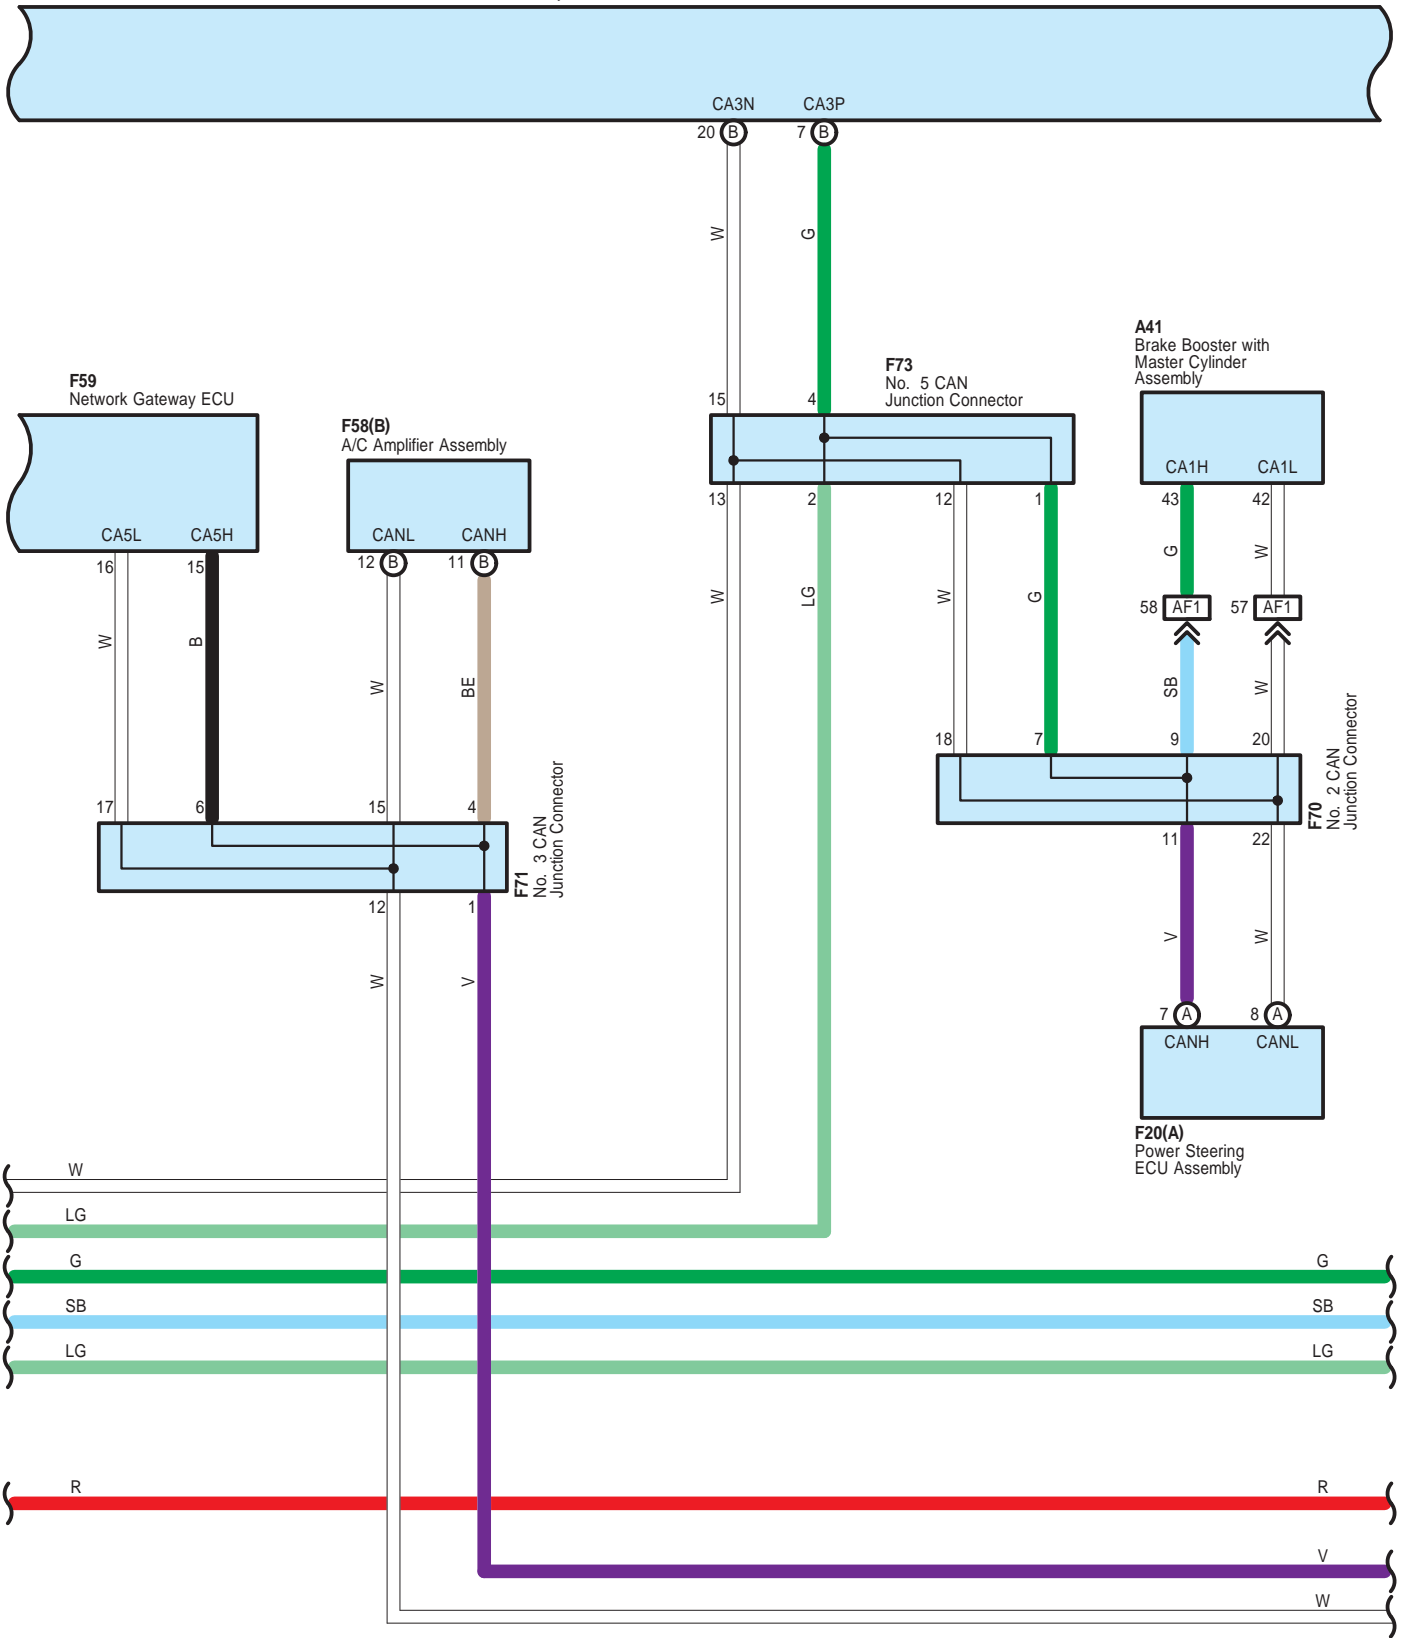 CA3N CA3P
20 B 7 B
W G
A41
Brake Booster with
Master Cylinder
Assembly
F73
No. 5 CAN
Junction Connector
F59
Network Gateway ECU
F58(B)
A/C Amplifier Assembly
15 4
CA1H CA1L
13 2 12 1
43 42
CA5L CA5H
CANL CANH
16 15
12 B 11 B
G W
W LG W G
58 AF1 57 AF1
W B
W BE
SB W
18 7 9 20
F70
No. 2 CAN
Junction Connector
17 6 15 4
F71
No. 3 CAN
Junction Connector
11 22
12 1
V W
W V
7 A 8 A
CANH CANL
F20(A)
Power Steering
ECU Assembly
W
LG
G G
SB SB
LG LG
R R
V
W